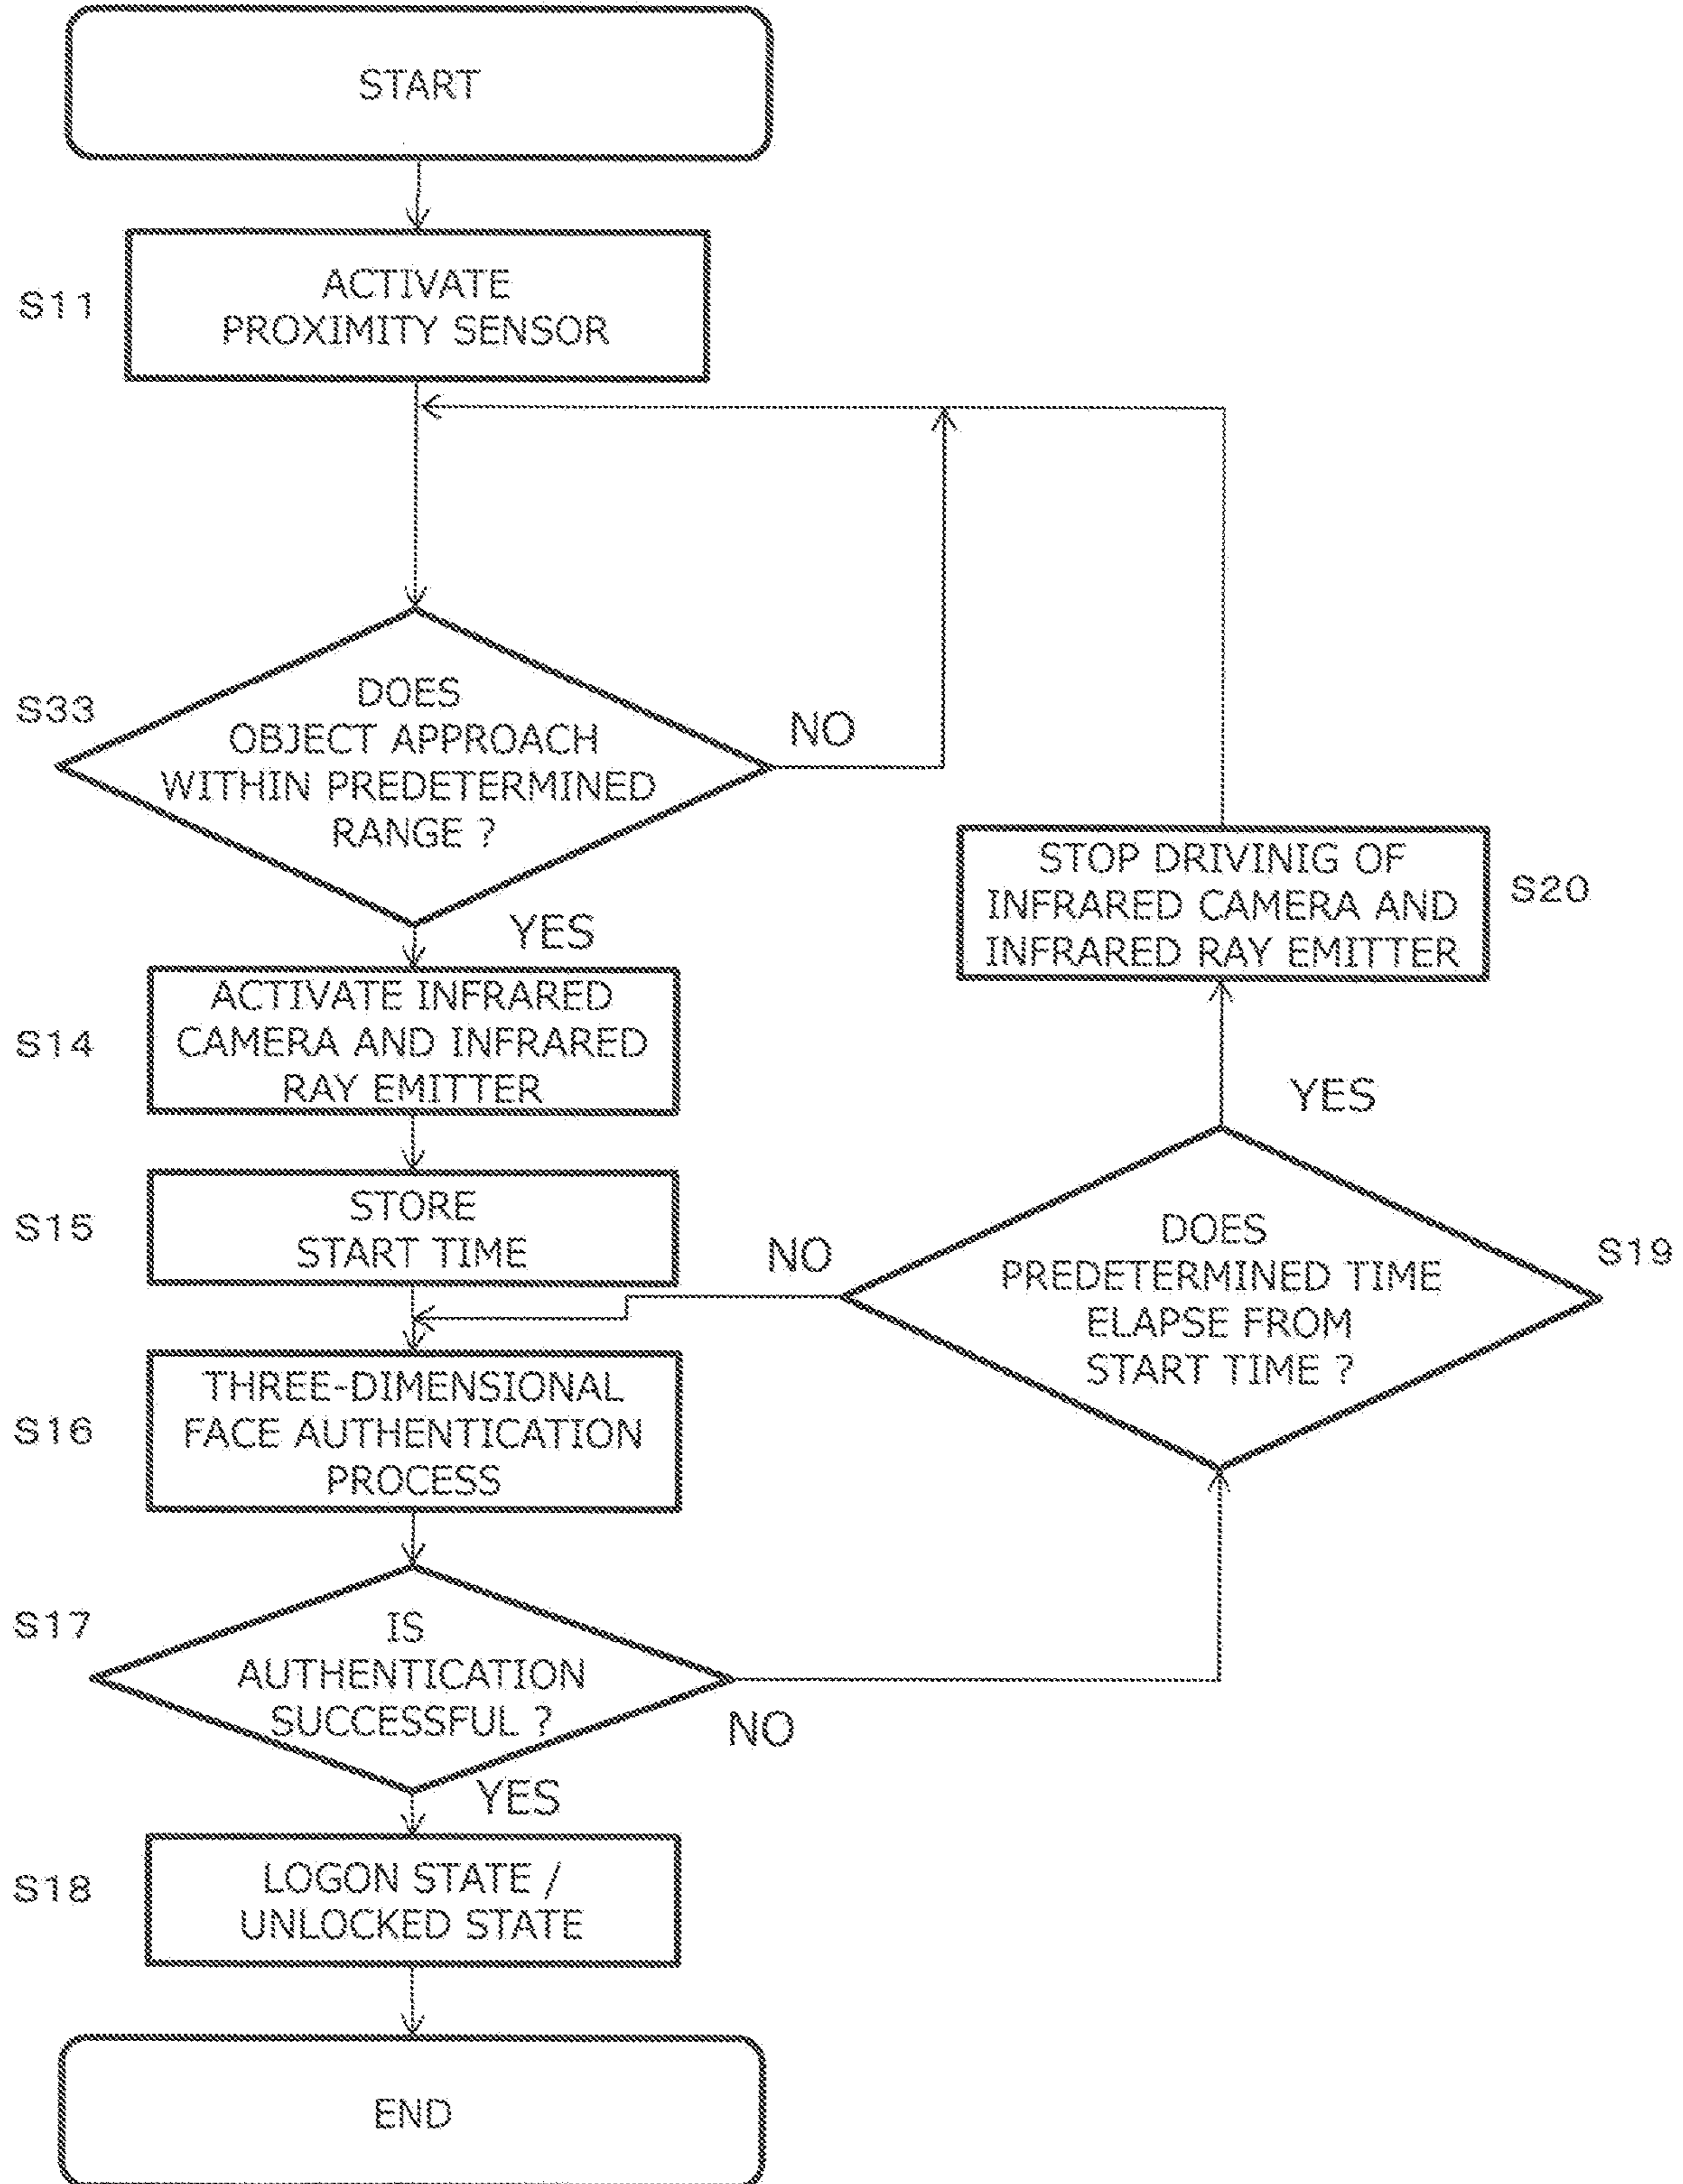 START
S11
ACTIVATE
PROXIMITY SENSOR
S33
DOES
OBJECT APPROACH
WITHIN PREDETERMINED
RANGE ?
NO
YES
STOP DRIVINIG OF
INFRARED CAMERA AND
INFRARED RAY EMITTER
S20
S14
ACTIVATE INFRARED
CAMERA AND INFRARED
RAY EMITTER
YES
S15
STORE
START TIME
NO
DOES
PREDETERMINED TIME
ELAPSE FROM
START TIME ?
S19
S16
THREE-DIMENSIONAL
FACE AUTHENTICATION
PROCESS
S17
IS
AUTHENTICATION
SUCCESSFUL ?
NO
YES
S18
LOGON STATE /
UNLOCKED STATE
END